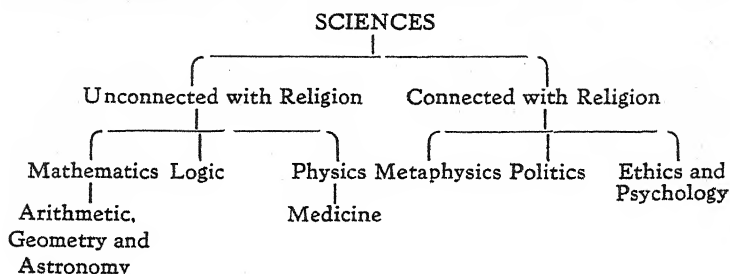 SCIENCES
Unconnected with Religion Connected with Religion
Mathematics Logic Physics Metaphysics Politics Ethics and
Psychology
Arithmetic, Medicine
Geometry and
Astronomy